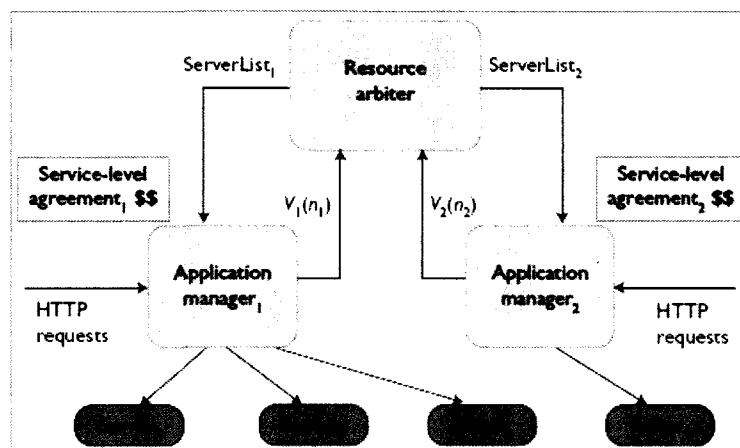 ServerList₁
Resource
arbiter
ServerList₂
Service-level
agreement₁ $$
V₁(n₁)
V₂(n₂)
Service-level
agreement₂ $$
Application
manager₁
Application
manager₂
HTTP
requests
HTTP
requests